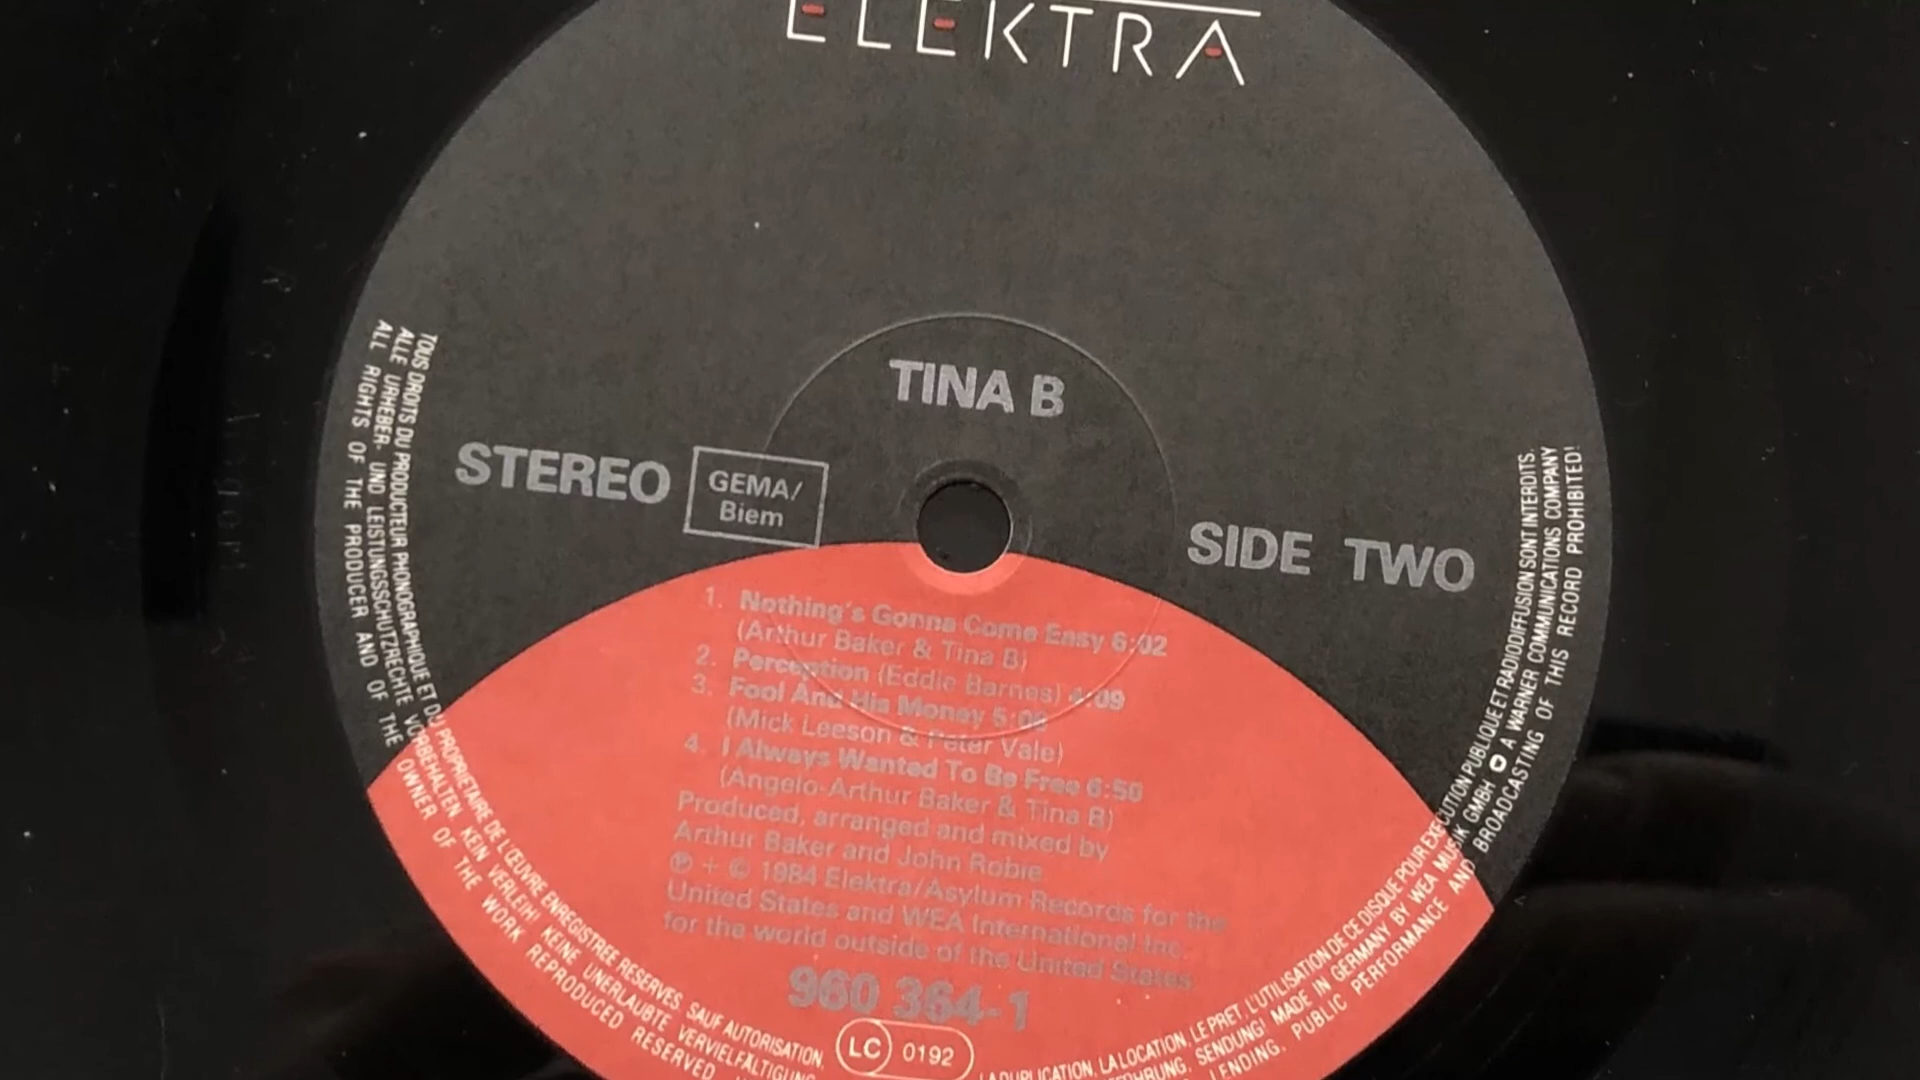 ELEKTRA
TINA B
STEREO
GEMA/
Biem
SIDE TWO
1. Nothing's Gonna Come Easy 6:02
(Arthur Baker & Tina B)
2. Perception (Eddie Barnes) 4:09
3. Fool And His Money
(Mick Leeson & Peter Vale)
4. I Always Wanted To Be Free 6:50
(Angelo-Arthur Baker & Tina B)
Produced, arranged and mixed by
Arthur Baker and John Robie
℗ + © 1984 Elektra/Asylum Records for the
United States and WEA International Inc.
for the world outside of the United States
960 364-1
LC 0192
TOUS DROITS DU PRODUCTEUR PHONOGRAPHIQUE ET DU PROPRIETAIRE DE L'ŒUVRE ENREGISTREE RESERVES. SAUF AUTORISATION, LA DUPLICATION, LA LOCATION, LE PRET, L'UTILISATION DE CE DISQUE POUR EXECUTION PUBLIQUE ET RADIODIFFUSION SONT INTERDITS.
ALLE URHEBER- UND LEISTUNGSSCHUTZRECHTE VORBEHALTEN. KEIN VERLEIH! KEINE UNERLAUBTE VERVIELFÄLTIGUNG SENDUNG! MADE IN GERMANY BY WEA MUSIK GMBH A WARNER COMMUNICATIONS COMPANY
ALL RIGHTS OF THE PRODUCER AND OF THE OWNER OF THE WORK REPRODUCED RESERVED LENDING, PUBLIC PERFORMANCE AND BROADCASTING OF THIS RECORD PROHIBITED!